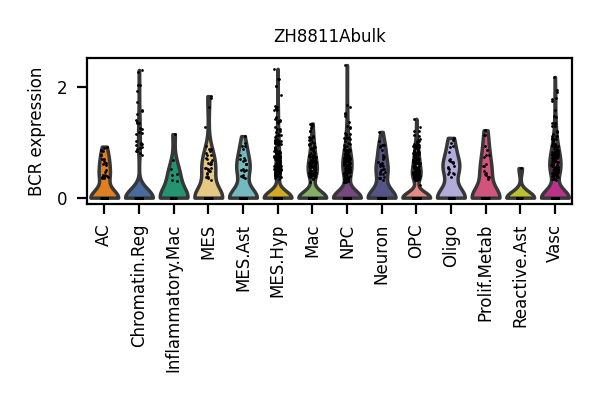 ZH8811Abulk
BCR expression
2
0
AC
Chromatin.Reg
Inflammatory.Mac
MES
MES.Ast
MES.Hyp
Mac
NPC
Neuron
OPC
Oligo
Prolif.Metab
Reactive.Ast
Vasc